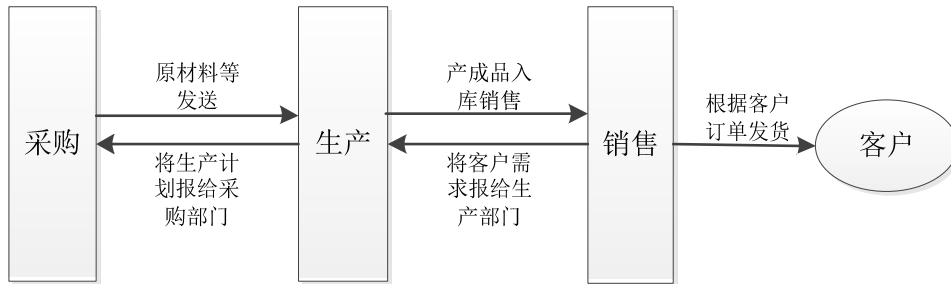 采购
原材料等
发送
将生产计
划报给采
购部门
生产
产成品入
库销售
将客户需
求报给生
产部门
销售
根据客户
订单发货
客户